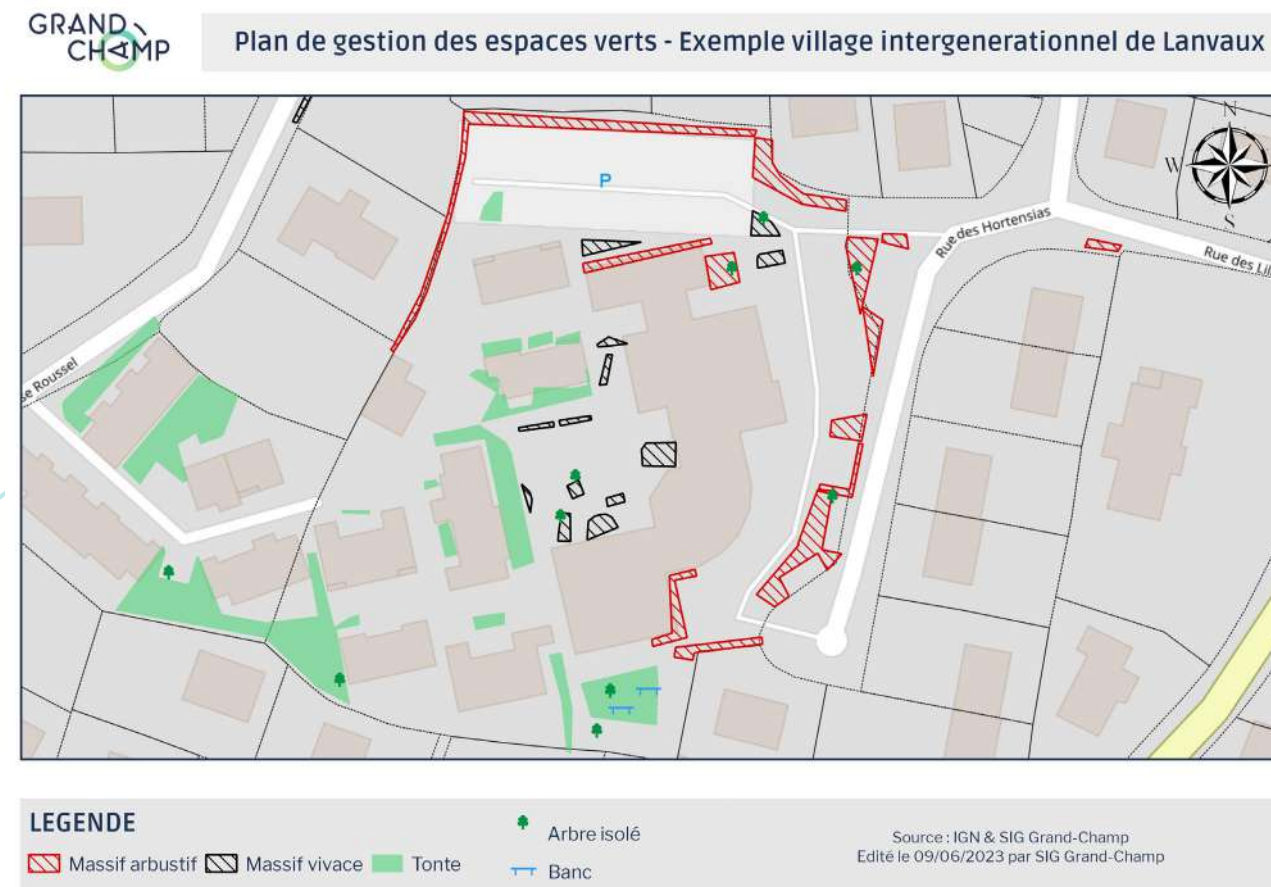 GRAND
CHAMP
Plan de gestion des espaces verts - Exemple village intergenerationnel de Lanvaux
N
W
S
P
Rue des Hortensias
Rue des
Roussel
LEGENDE
Massif arbustif
Massif vivace
Tonte
Arbre isolé
Banc
Source : IGN & SIG Grand-Champ
Edité le 09/06/2023 par SIG Grand-Champ